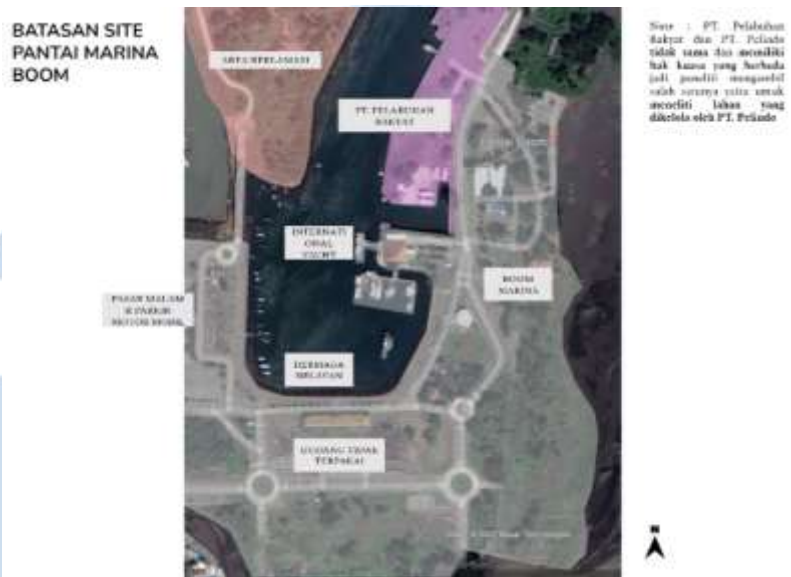 BATASAN SITE
PANTAI MARINA
BOOM
Note : PT. Pelabuhan
Rakyat dan PT. Pelindo
tidak sama dan memiliki
hak kuasa yang berbeda
jadi peneliti mengambil
salah satunya yaitu untuk
meneliti lahan yang
dikelola oleh PT. Pelindo
PT. PELABUHAN
RAKYAT
INTERNATI
ONAL
YACHT
BOOM
MARINA
PASAR MALAM
& PARKIR
MOTOR MOBIL
DERMAGA
NELAYAN
GUDANG TIDAK
TERPAKAI
N